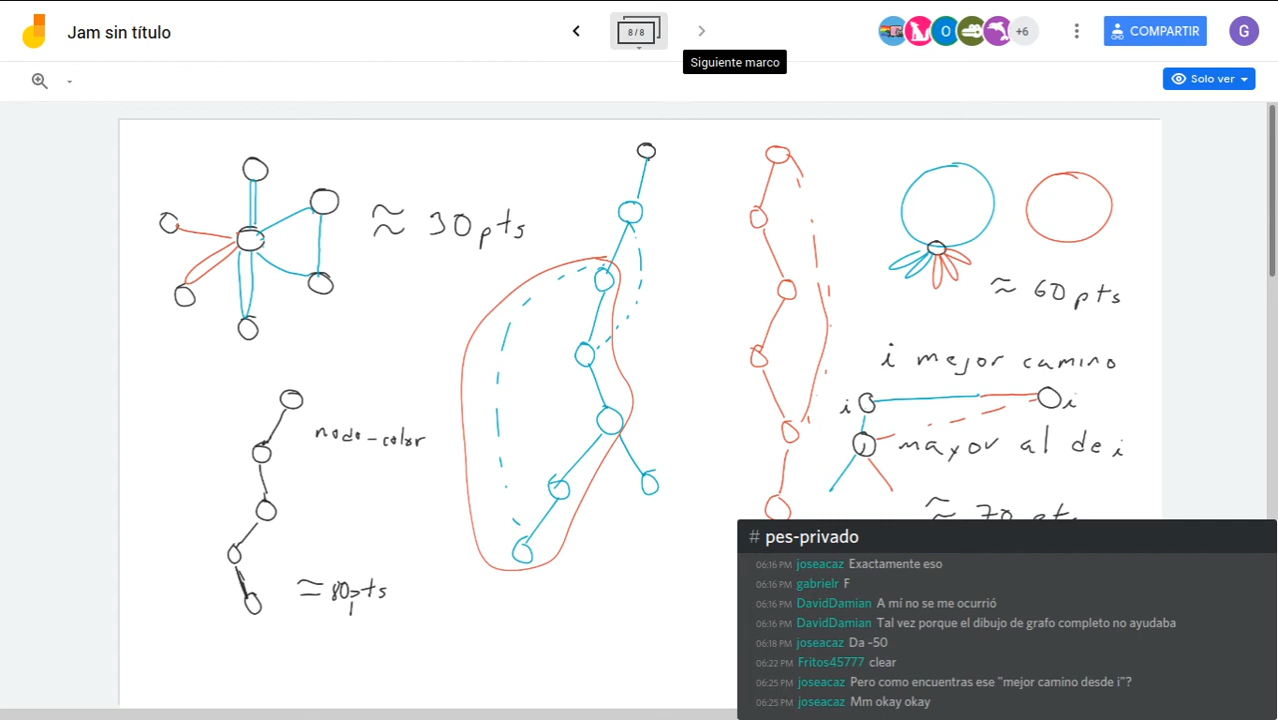 Jam sin título
8 / 8
+6
COMPARTIR
G
O
Siguiente marco
Solo ver
≈ 30pts
≈ 60 pts
i mejor camino
i
i
nodo-color
mayor al de i
≈ 70 pts
≈ 80pts
# pes-privado
06:16 PM joseacaz Exactamente eso
06:16 PM gabrielr F
06:16 PM DavidDamian A mí no se me ocurrió
06:16 PM DavidDamian Tal vez porque el dibujo de grafo completo no ayudaba
06:18 PM joseacaz Da -50
06:22 PM Fritos45777 clear
06:25 PM joseacaz Pero como encuentras ese "mejor camino desde i"?
06:25 PM joseacaz Mm okay okay